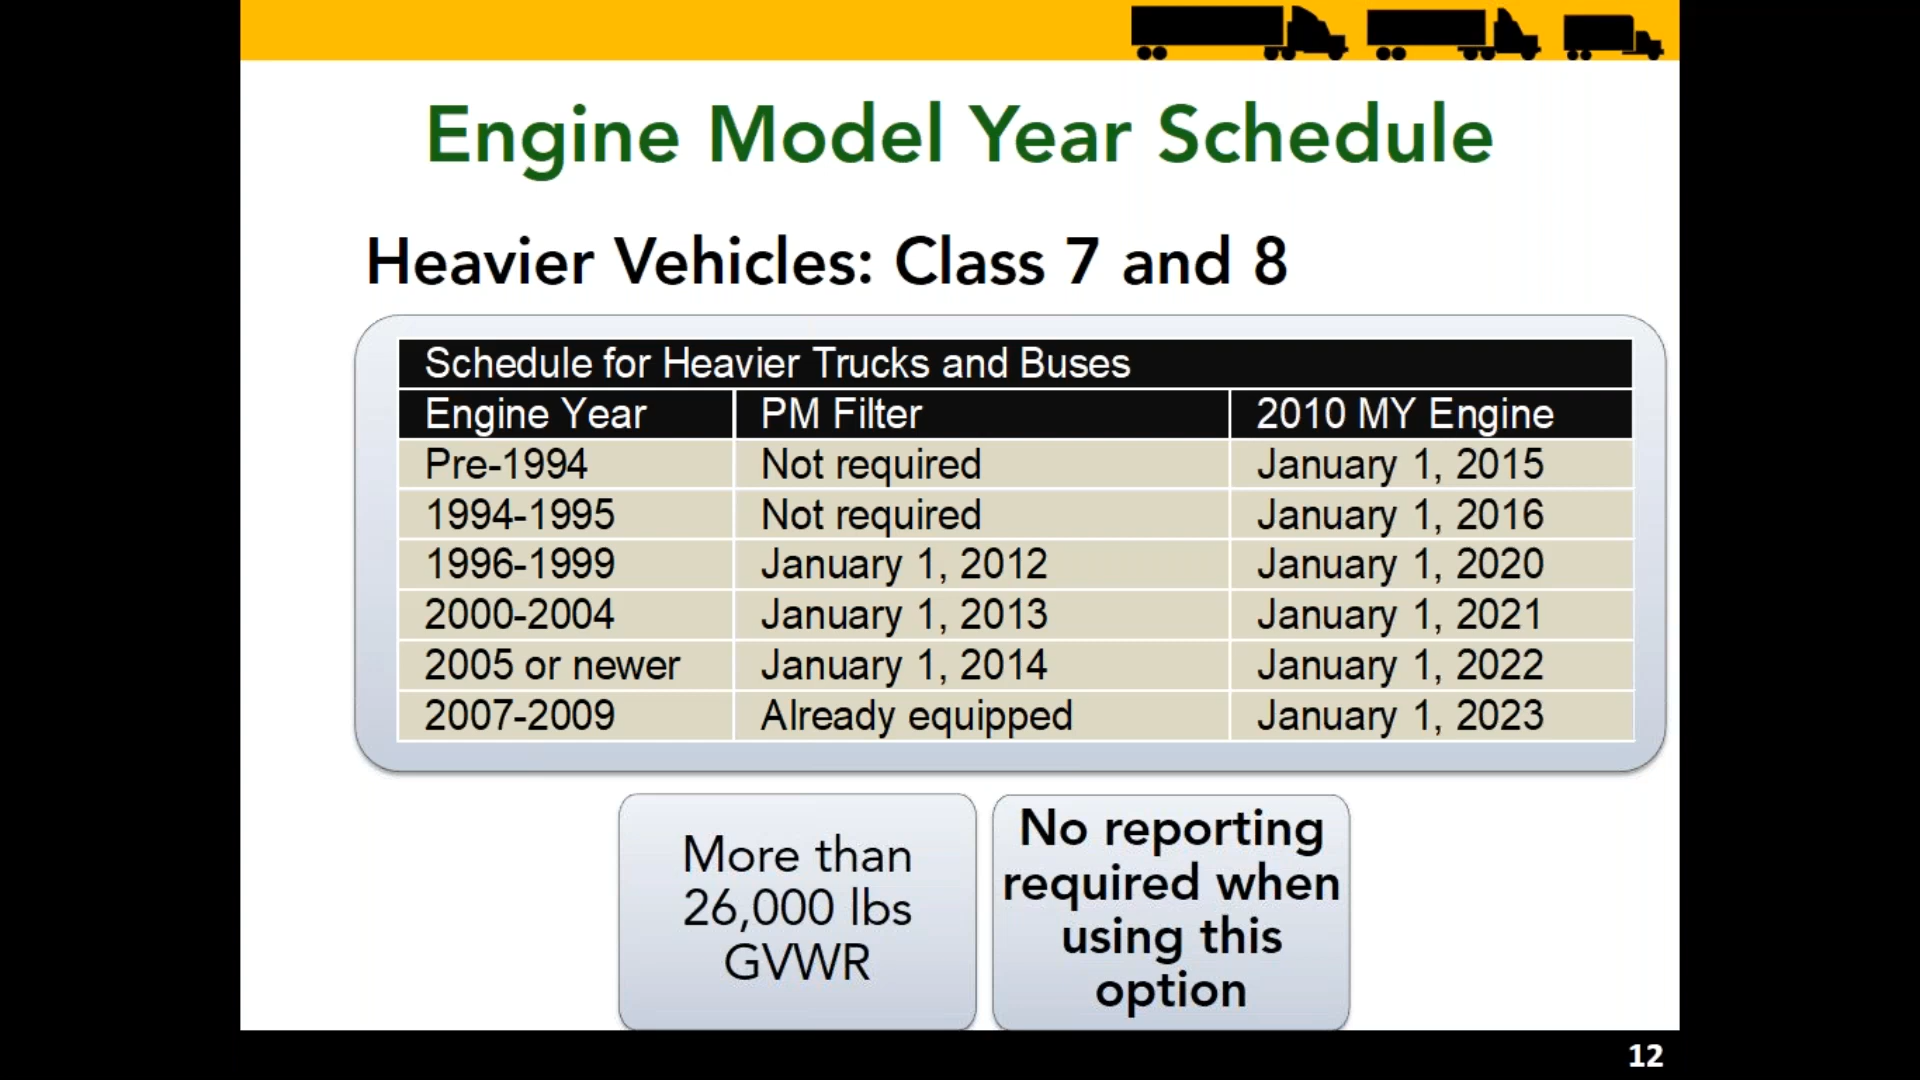 Engine Model Year Schedule
Heavier Vehicles: Class 7 and 8
Schedule for Heavier Trucks and Buses
Engine Year PM Filter 2010 MY Engine
Pre-1994 Not required January 1, 2015
1994-1995 Not required January 1, 2016
1996-1999 January 1, 2012 January 1, 2020
2000-2004 January 1, 2013 January 1, 2021
2005 or newer January 1, 2014 January 1, 2022
2007-2009 Already equipped January 1, 2023
More than
26,000 lbs
GVWR
No reporting
required when
using this
option
12